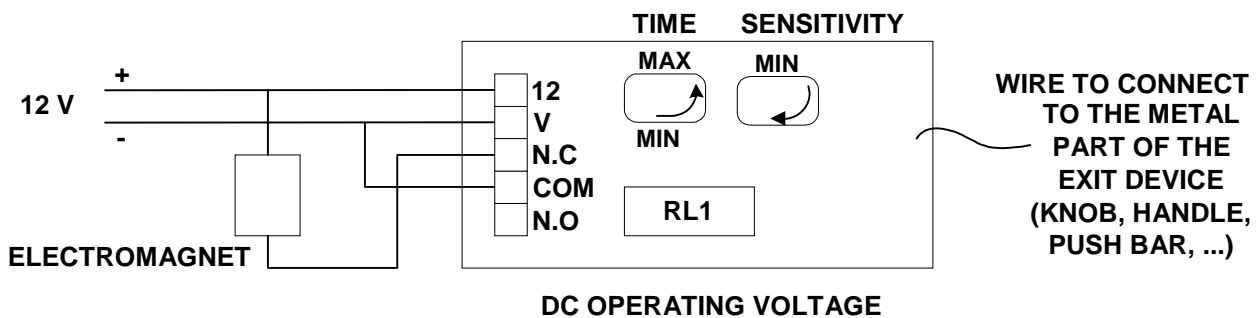 TIME SENSITIVITY
MAX MIN
MIN
+
12 V
-
12
V
N.C
COM
N.O
RL1
ELECTROMAGNET
WIRE TO CONNECT
TO THE METAL
PART OF THE
EXIT DEVICE
(KNOB, HANDLE,
PUSH BAR, ...)
DC OPERATING VOLTAGE